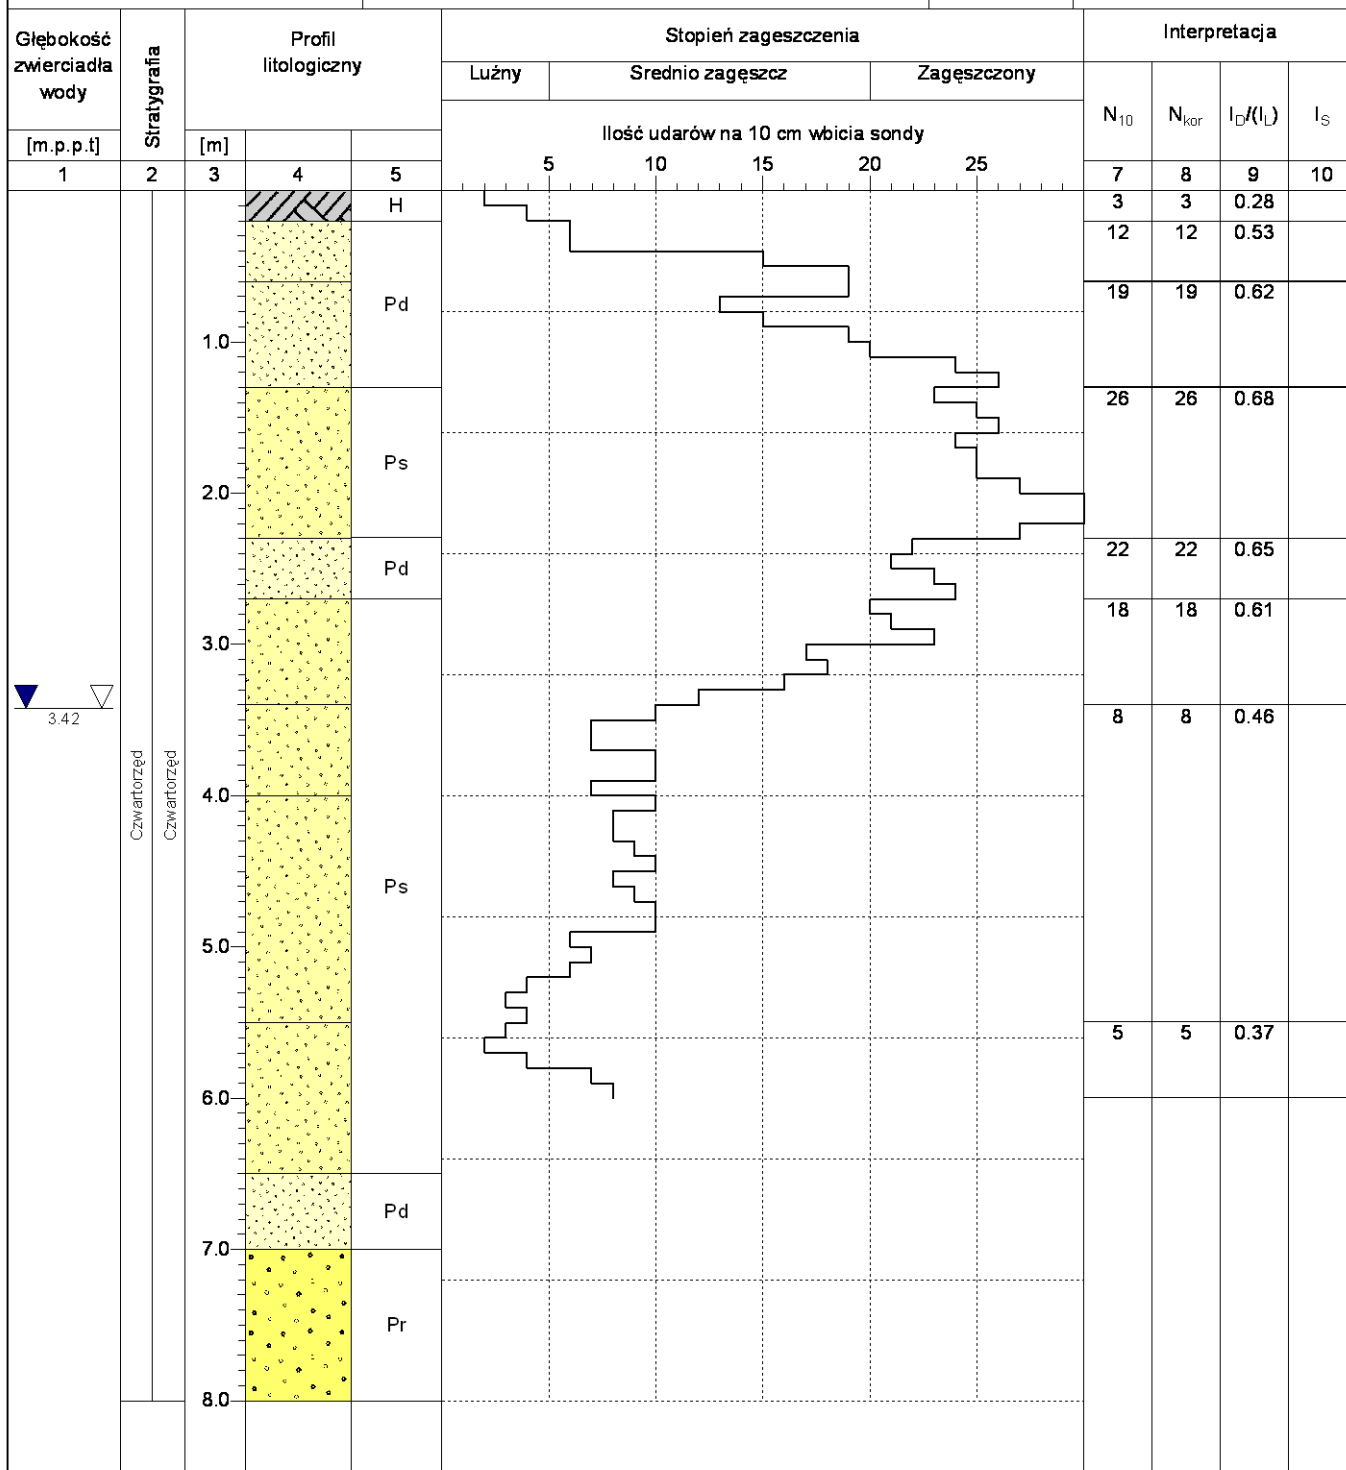 Głębokość
zwierciadła
wody
[m.p.p.t]
Stratygrafia
Profil
litologiczny
[m]
Stopień zageszczenia
Luźny
Srednio zagęszcz
Zagęszczony
Ilość udarów na 10 cm wbicia sondy
5 10 15 20 25
Interpretacja
N10 Nkor ID/(IL) IS
1 2 3 4 5 7 8 9 10
H 3 3 0.28
12 12 0.53
Pd 19 19 0.62
1.0
26 26 0.68
Ps
2.0
22 22 0.65
Pd
18 18 0.61
3.0
3.42
8 8 0.46
Czwartorzęd
Czwartorzęd
4.0
Ps
5.0
5 5 0.37
6.0
Pd
7.0
Pr
8.0